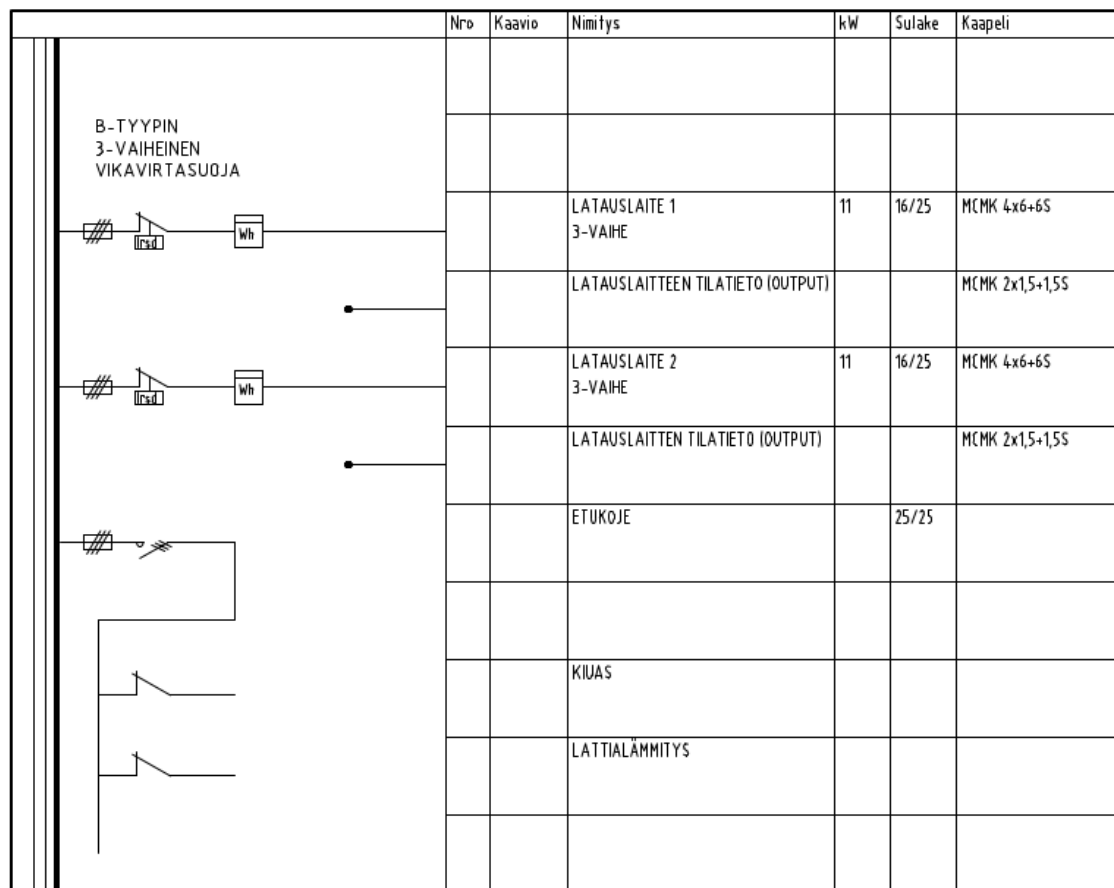 Nro Kaavio Nimitys kW Sulake Kaapeli
B-TYYPIN
3-VAIHEINEN
VIKAVIRTASUOJA
LATAUSLAITE 1 11 16/25 MCMK 4x6+6S
3-VAIHE
Irsd Wh
LATAUSLAITTEEN TILATIETO (OUTPUT) MCMK 2x1,5+1,5S
LATAUSLAITE 2 11 16/25 MCMK 4x6+6S
3-VAIHE
Irsd Wh
LATAUSLAITTEN TILATIETO (OUTPUT) MCMK 2x1,5+1,5S
ETUKOJE 25/25
KIUAS
LATTIALÄMMITYS